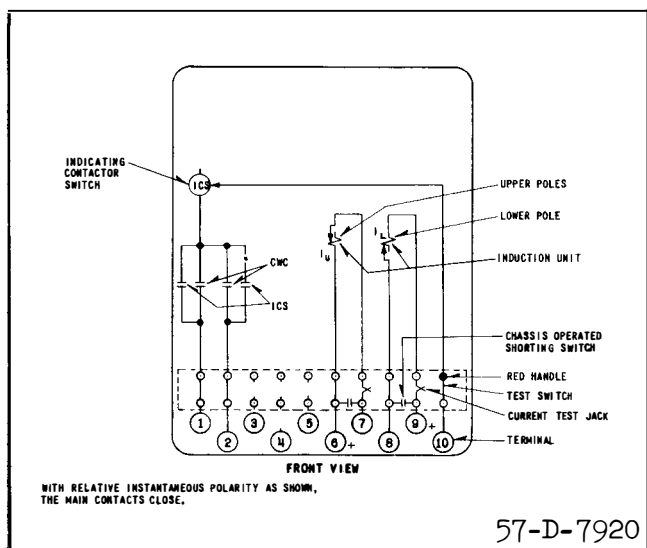 INDICATING
CONTACTOR
SWITCH
ICS
UPPER POLES
LOWER POLE
INDUCTION UNIT
Iu
IL
CWC
ICS
CHASSIS OPERATED
SHORTING SWITCH
RED HANDLE
TEST SWITCH
CURRENT TEST JACK
TERMINAL
1 3 5 7 9 +
2 4 6 + 8 10
FRONT VIEW
WITH RELATIVE INSTANTANEOUS POLARITY AS SHOWN,
THE MAIN CONTACTS CLOSE.
57-D-7920